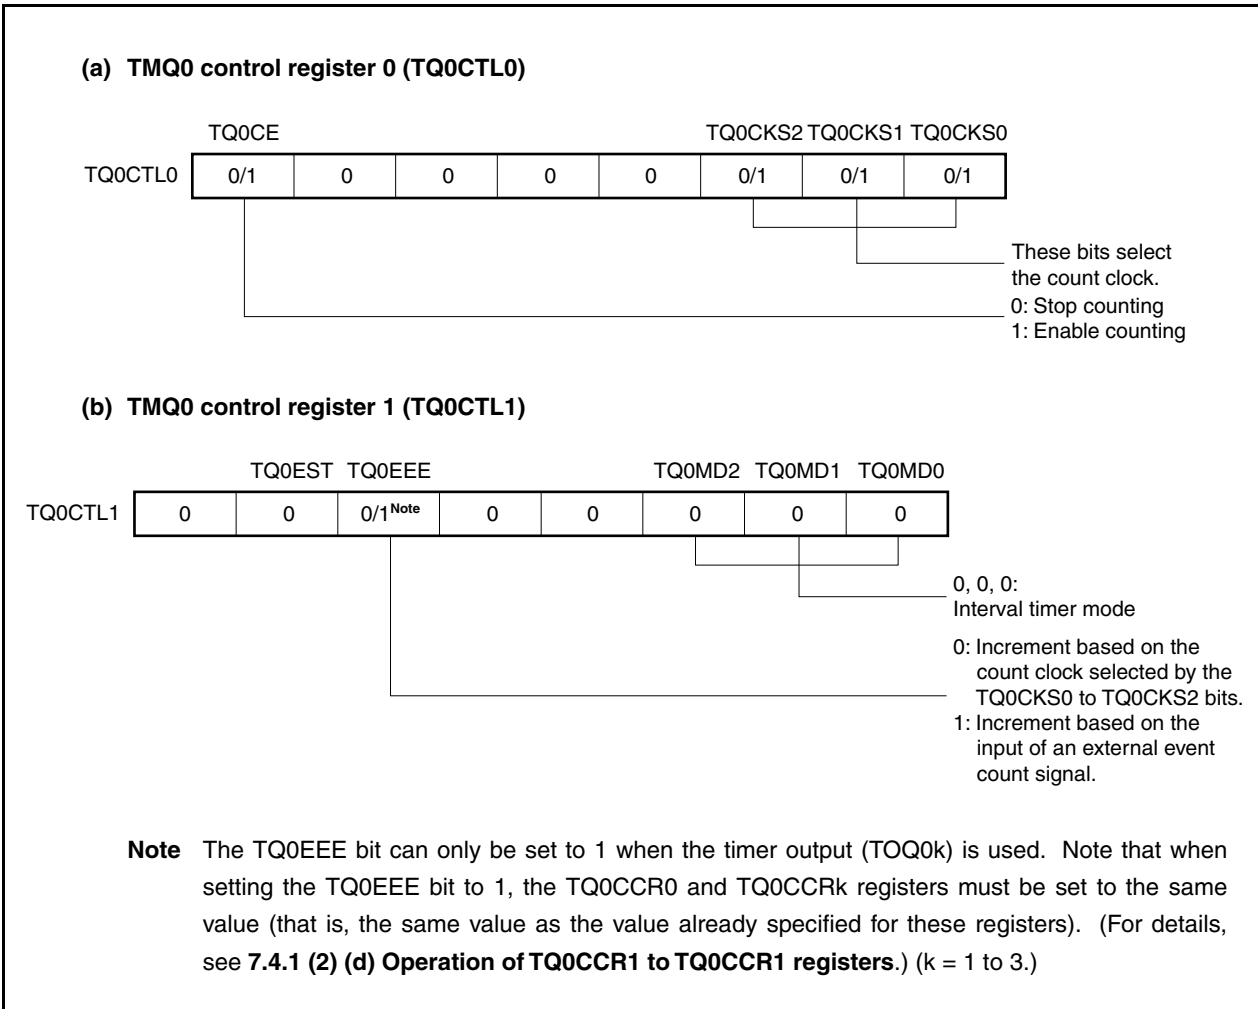 (a) TMQ0 control register 0 (TQ0CTL0)
TQ0CE TQ0CKS2 TQ0CKS1 TQ0CKS0
TQ0CTL0 0/1 0 0 0 0 0/1 0/1 0/1
These bits select
the count clock.
0: Stop counting
1: Enable counting
(b) TMQ0 control register 1 (TQ0CTL1)
TQ0EST TQ0EEE TQ0MD2 TQ0MD1 TQ0MD0
TQ0CTL1 0 0 0/1Note 0 0 0 0 0
0, 0, 0:
Interval timer mode
0: Increment based on the
count clock selected by the
TQ0CKS0 to TQ0CKS2 bits.
1: Increment based on the
input of an external event
count signal.
Note The TQ0EEE bit can only be set to 1 when the timer output (TOQ0k) is used. Note that when
setting the TQ0EEE bit to 1, the TQ0CCR0 and TQ0CCRk registers must be set to the same
value (that is, the same value as the value already specified for these registers). (For details,
see 7.4.1 (2) (d) Operation of TQ0CCR1 to TQ0CCR1 registers.) (k = 1 to 3.)